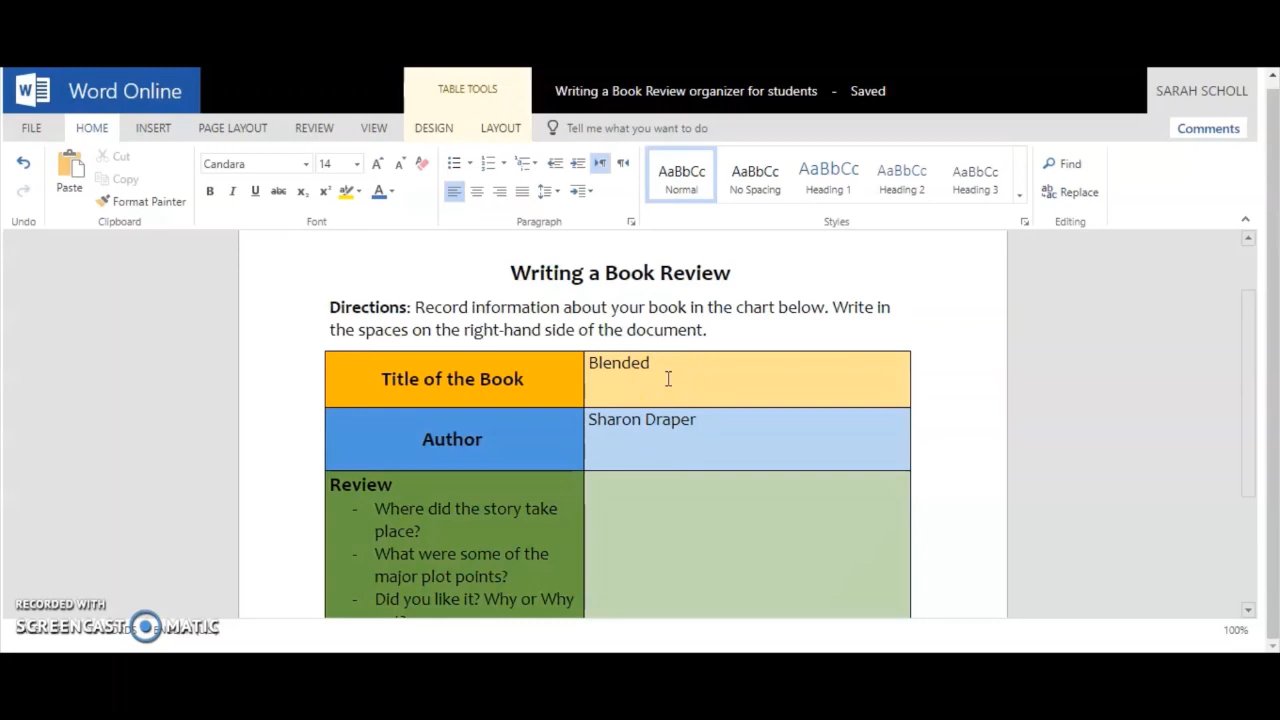 Word Online
TABLE TOOLS
Writing a Book Review organizer for students - Saved
SARAH SCHOLL
FILE HOME INSERT PAGE LAYOUT REVIEW VIEW DESIGN LAYOUT Tell me what you want to do Comments
Paste
Cut
Copy
Format Painter
Candara 14
AaBbCc AaBbCc AaBbCc AaBbCc AaBbCc
Normal No Spacing Heading 1 Heading 2 Heading 3
Find
Replace
Undo Clipboard Font Paragraph Styles Editing
Writing a Book Review
Directions: Record information about your book in the chart below. Write in
the spaces on the right-hand side of the document.
Title of the Book
Blended
Author
Sharon Draper
Review
- Where did the story take
place?
- What were some of the
major plot points?
- Did you like it? Why or Why
RECORDED WITH
SCREENCAST MATIC
100%